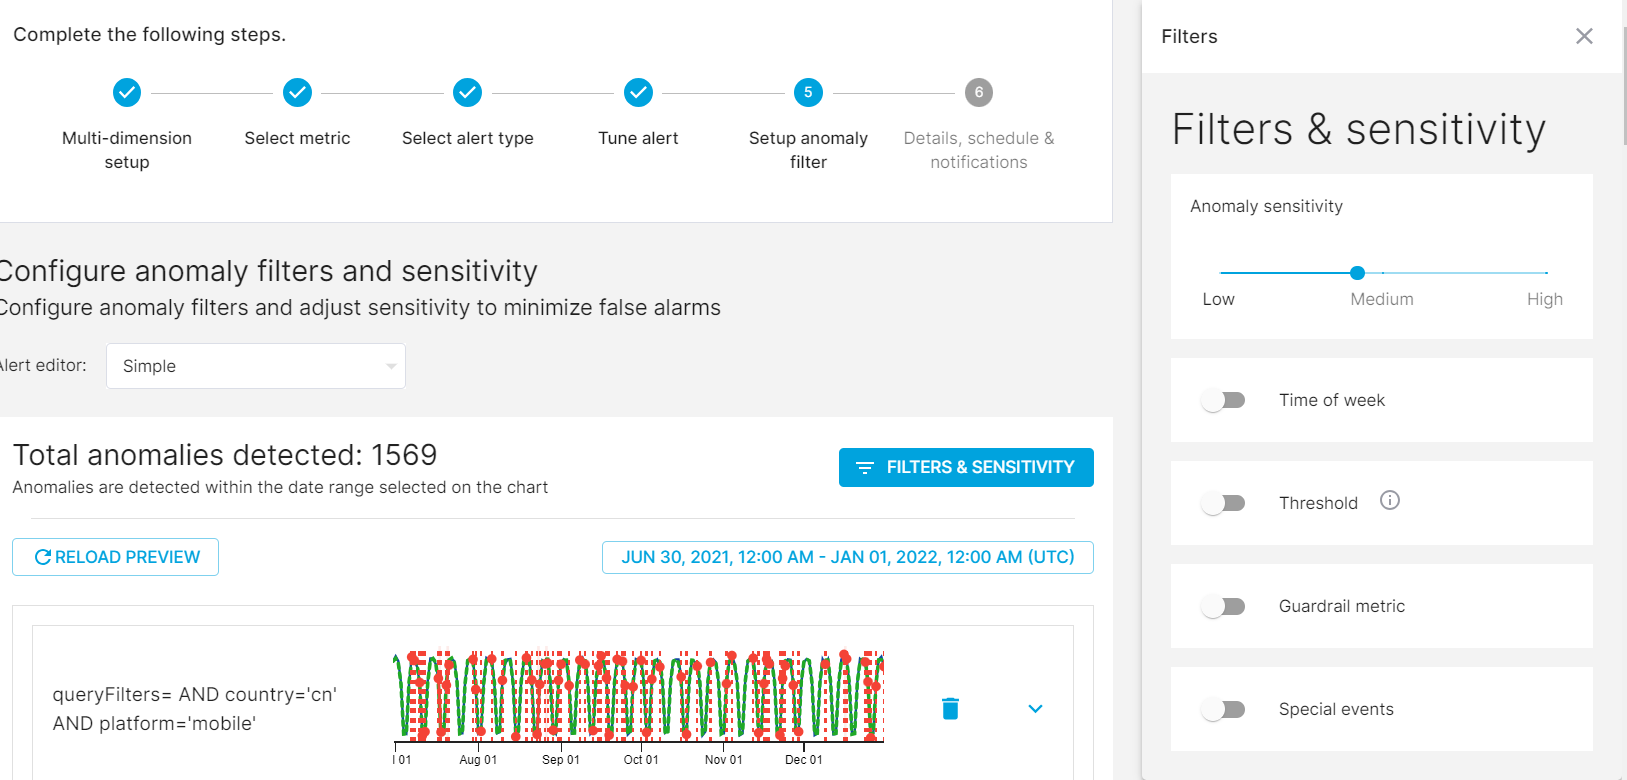 Complete the following steps.
5
6
Multi-dimension
setup
Select metric
Select alert type
Tune alert
Setup anomaly
filter
Details, schedule &
notifications
Configure anomaly filters and sensitivity
Configure anomaly filters and adjust sensitivity to minimize false alarms
Alert editor:
Simple
Total anomalies detected: 1569
Anomalies are detected within the date range selected on the chart
FILTERS & SENSITIVITY
RELOAD PREVIEW
JUN 30, 2021, 12:00 AM - JAN 01, 2022, 12:00 AM (UTC)
queryFilters= AND country='cn'
AND platform='mobile'
l 01
Aug 01
Sep 01
Oct 01
Nov 01
Dec 01
Filters
Filters & sensitivity
Anomaly sensitivity
Low
Medium
High
Time of week
Threshold
Guardrail metric
Special events